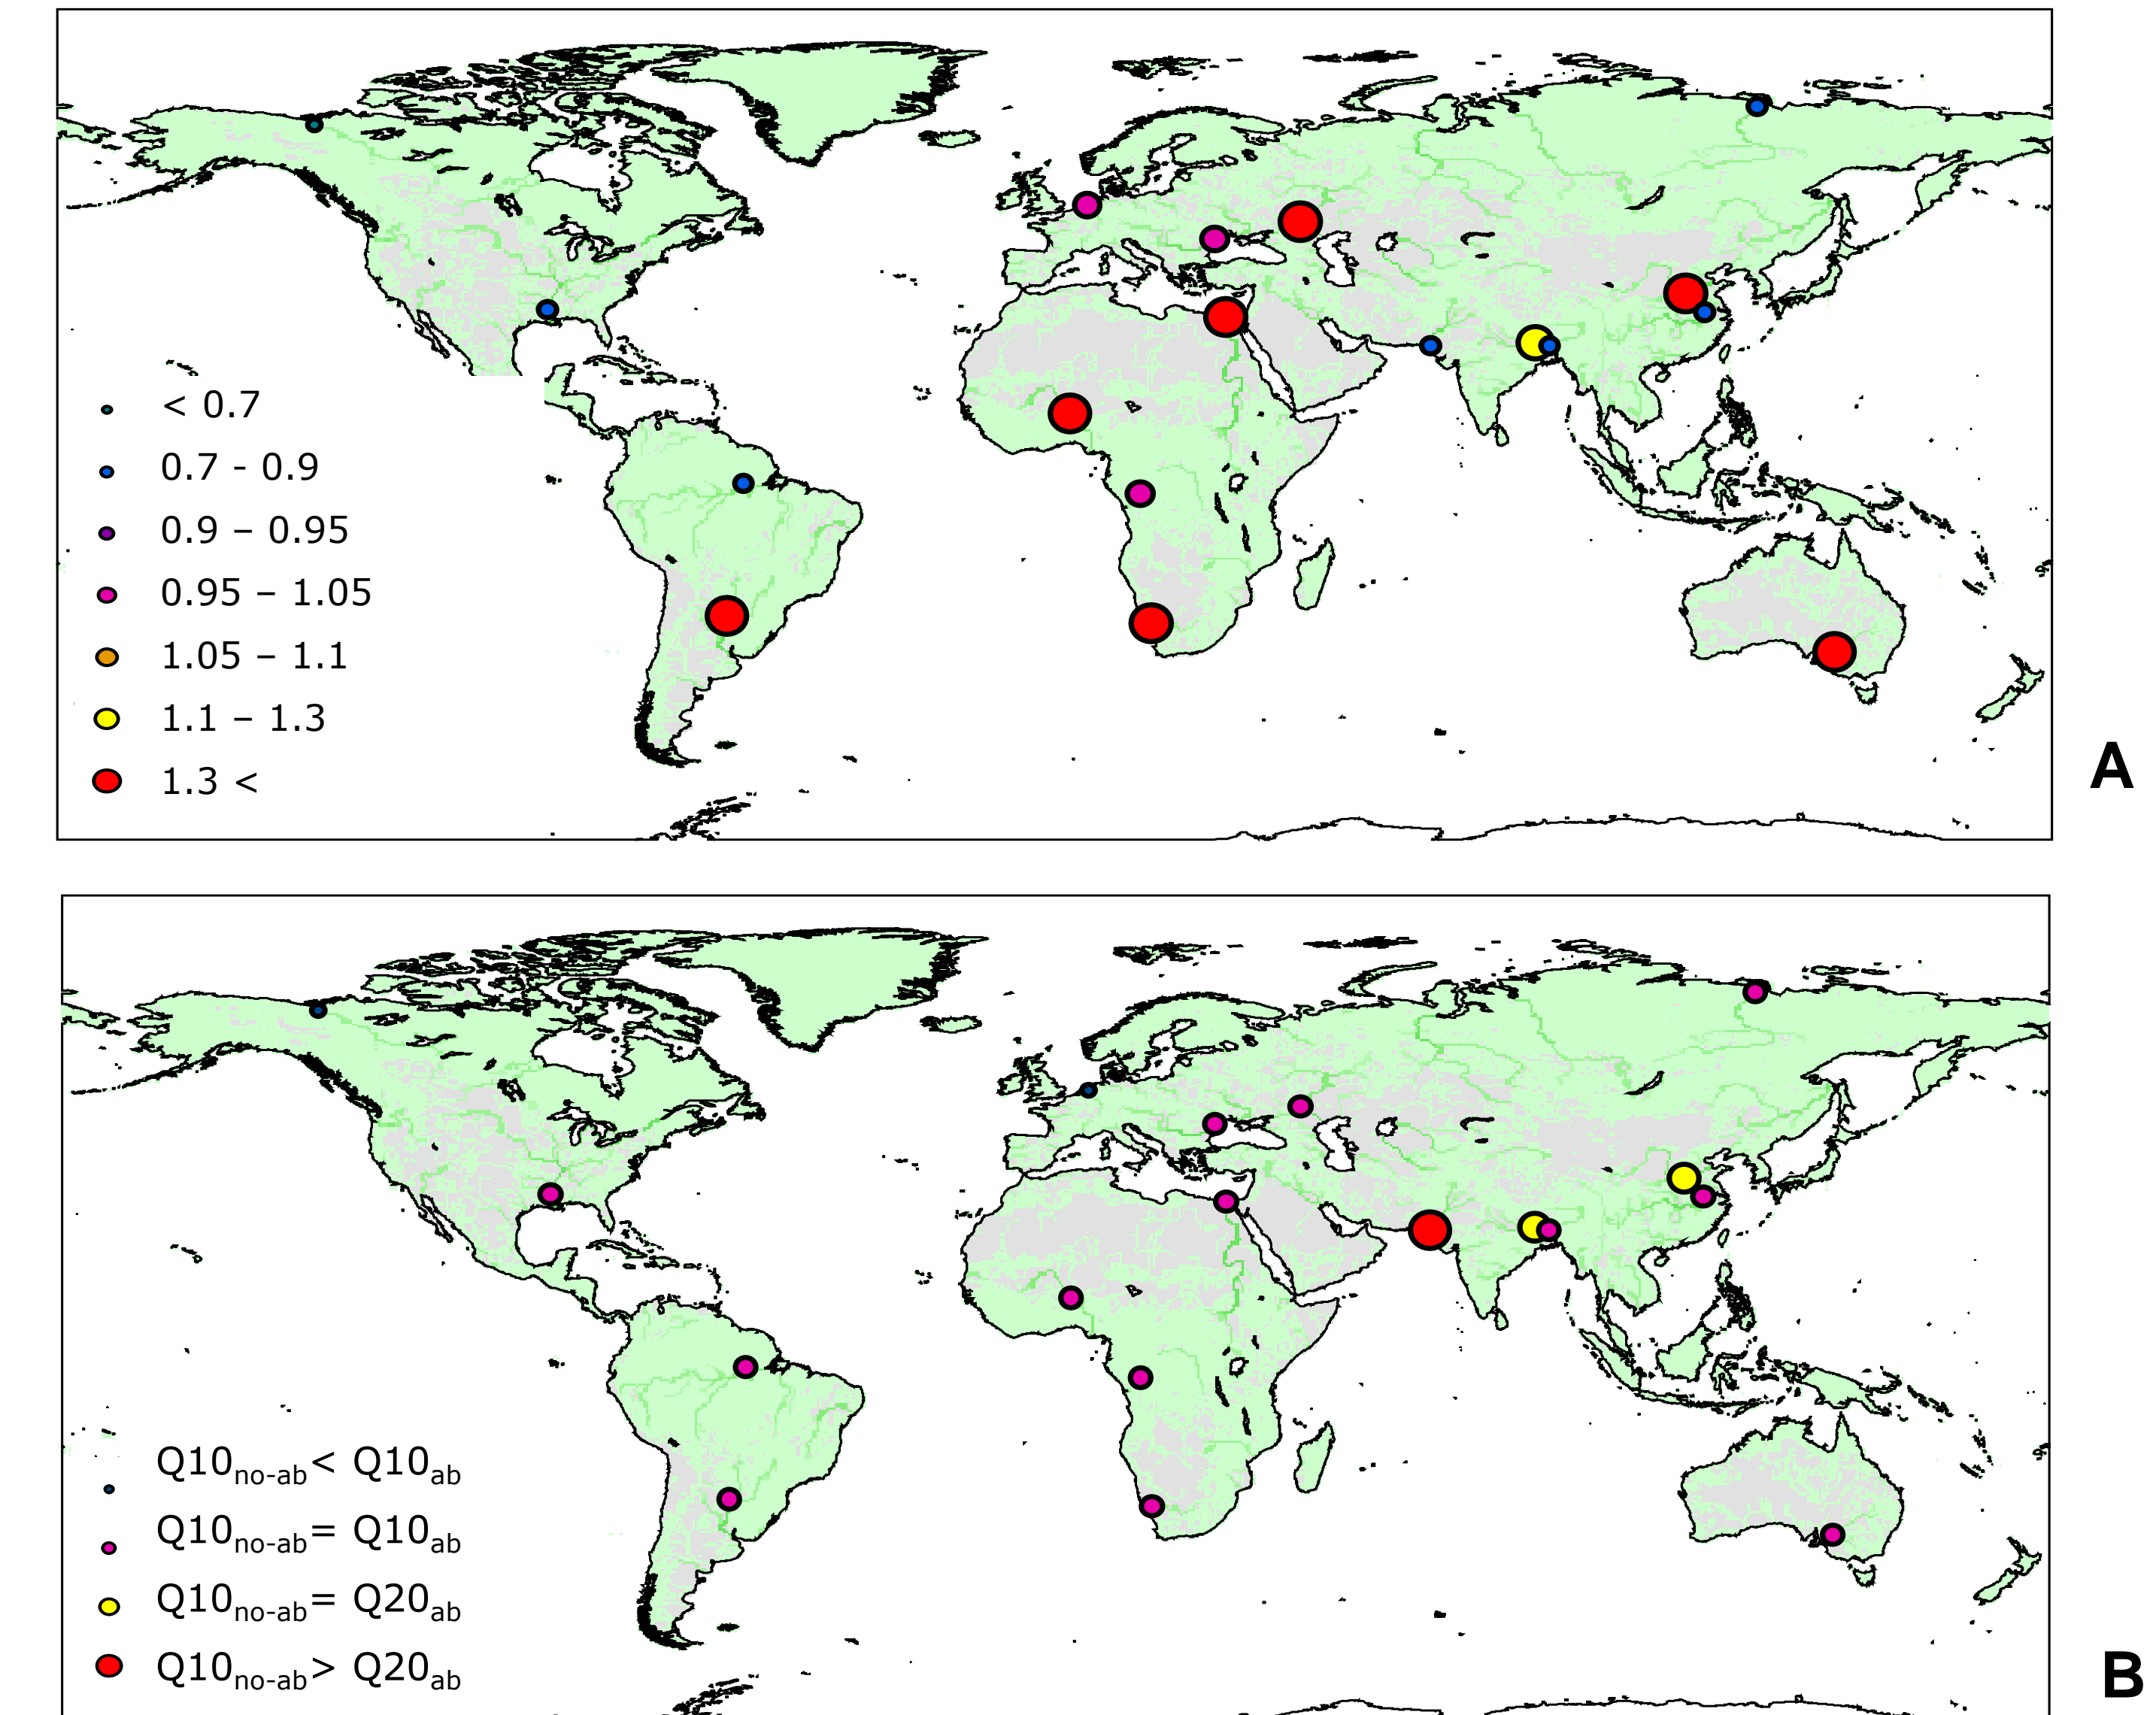 < 0.7
0.7 - 0.9
0.9 – 0.95
0.95 – 1.05
1.05 – 1.1
1.1 – 1.3
1.3 <
A
Q10no-ab< Q10ab
Q10no-ab= Q10ab
Q10no-ab= Q20ab
Q10no-ab> Q20ab
B